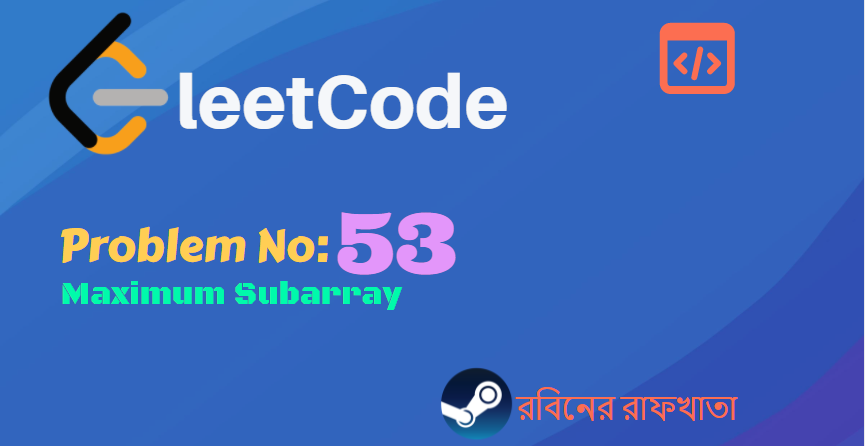 leetCode
</>
Problem No: 53
Maximum Subarray
রবিনের রাফখাতা